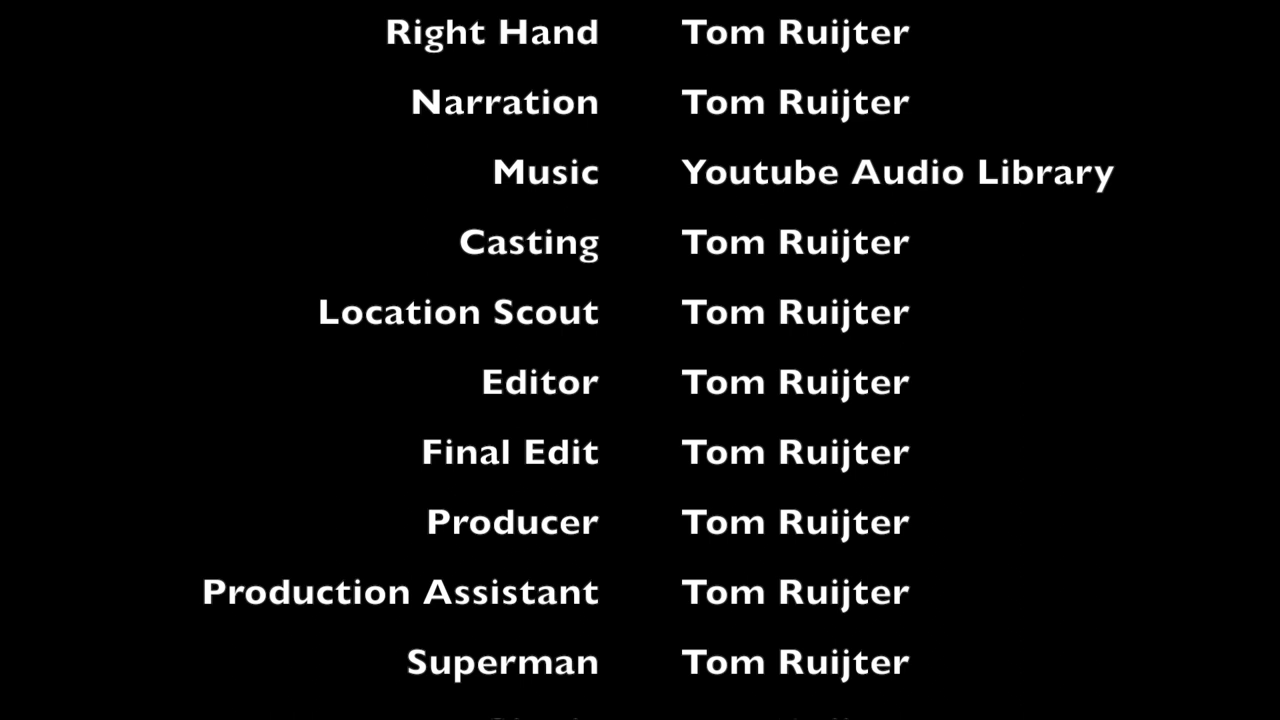 Right Hand Tom Ruijter
Narration Tom Ruijter
Music Youtube Audio Library
Casting Tom Ruijter
Location Scout Tom Ruijter
Editor Tom Ruijter
Final Edit Tom Ruijter
Producer Tom Ruijter
Production Assistant Tom Ruijter
Superman Tom Ruijter